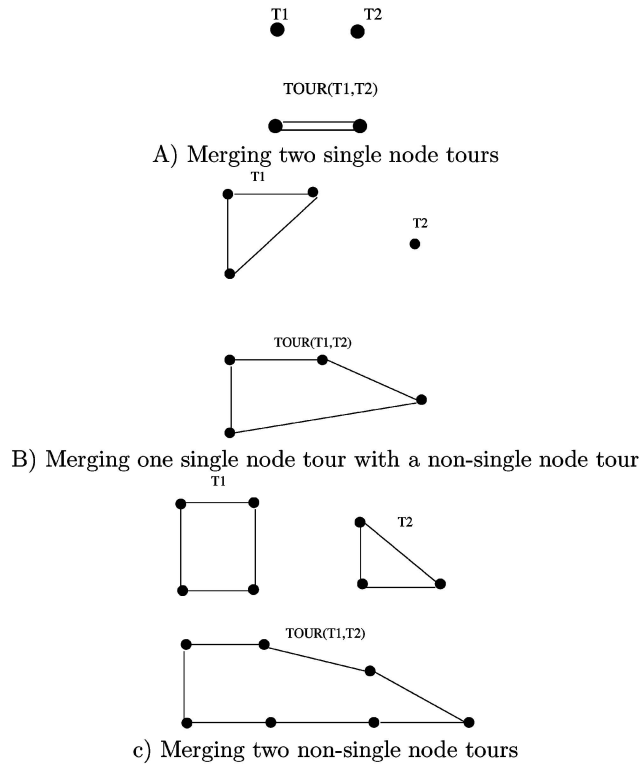 T1 T2
TOUR(T1,T2)
A) Merging two single node tours
T1
T2
TOUR(T1,T2)
B) Merging one single node tour with a non-single node tour
T1
T2
TOUR(T1,T2)
c) Merging two non-single node tours